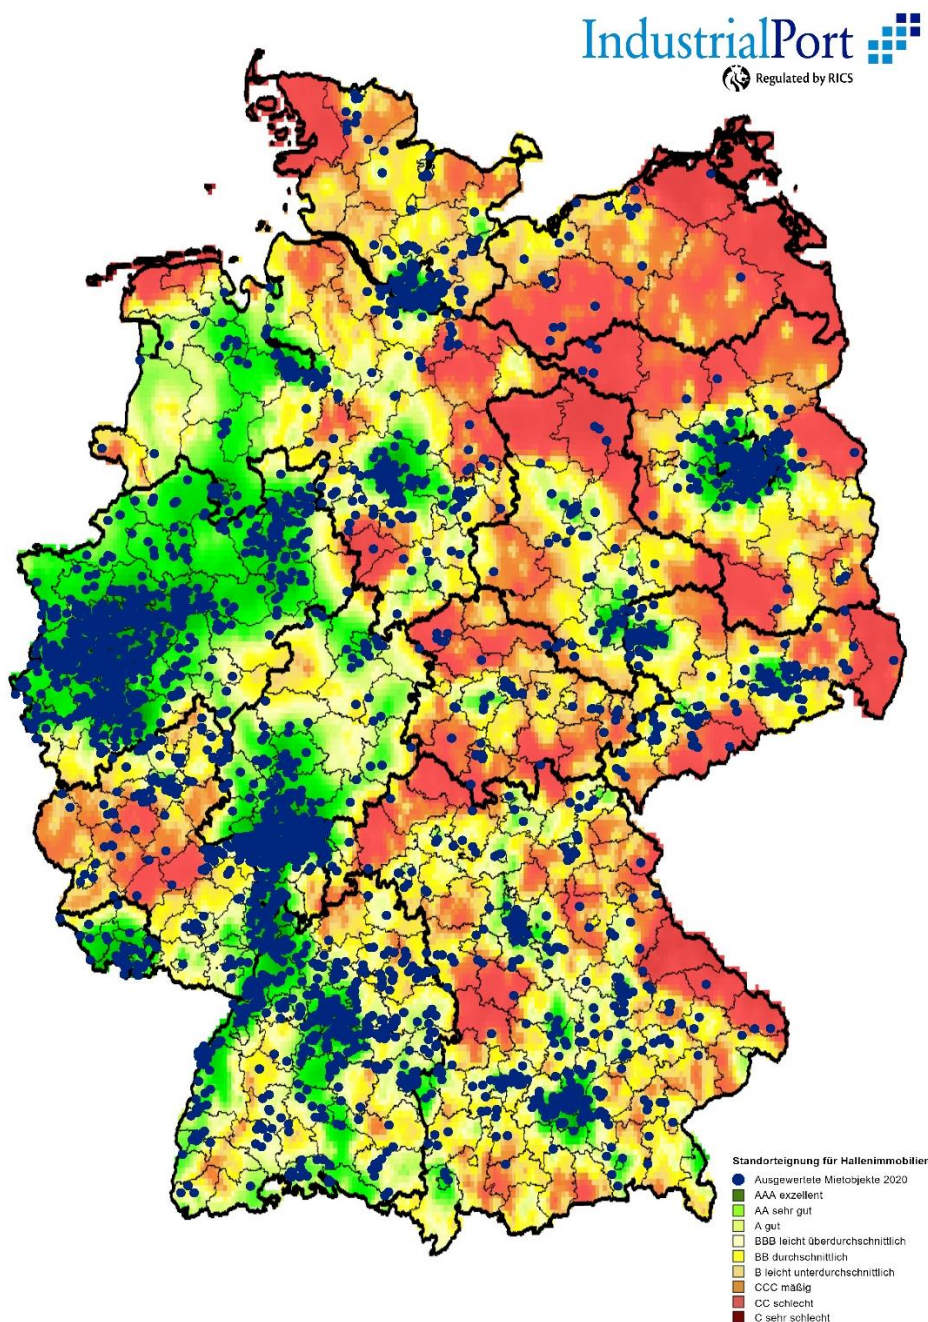 IndustrialPort
Regulated by RICS
Standorteignung für Hallenimmobilien
Ausgewertete Mietobjekte 2020
AAA exzellent
AA sehr gut
A gut
BBB leicht überdurchschnittlich
BB durchschnittlich
B leicht unterdurchschnittlich
CCC mäßig
CC schlecht
C sehr schlecht